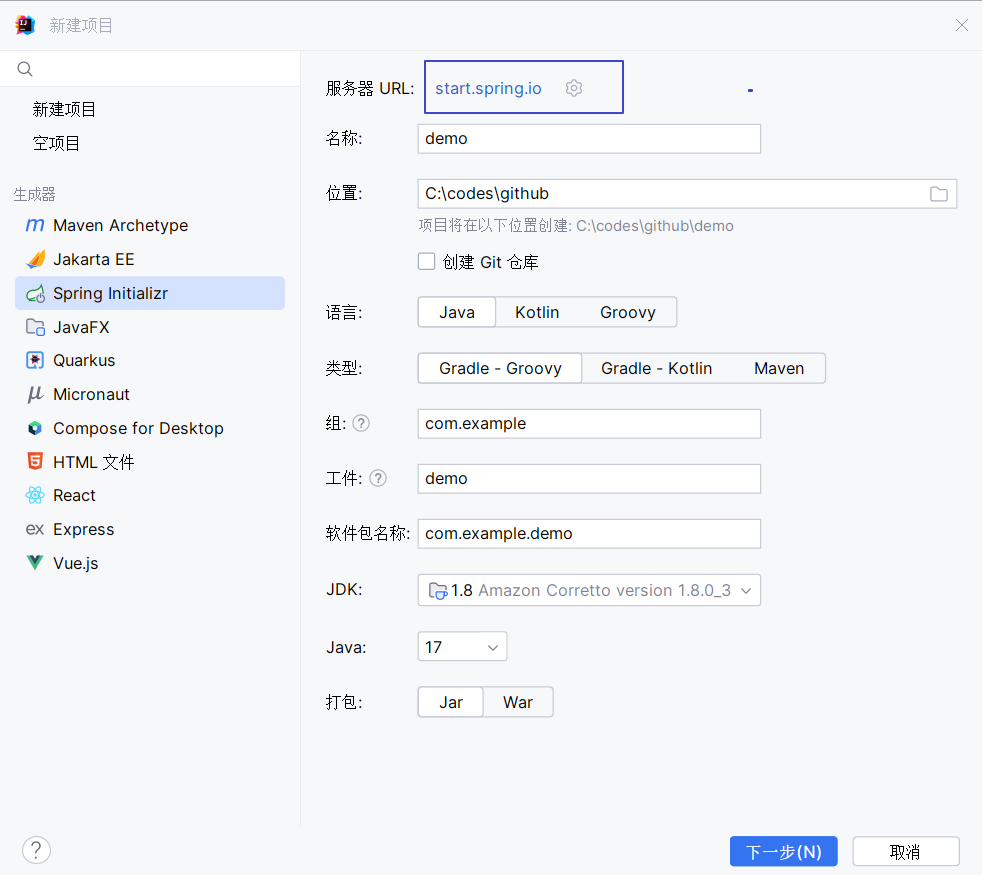 新建项目
新建项目
空项目
生成器
Maven Archetype
Jakarta EE
Spring Initializr
JavaFX
Quarkus
Micronaut
Compose for Desktop
HTML 文件
React
Express
Vue.js
服务器 URL: start.spring.io
名称: demo
位置: C:\codes\github
项目将在以下位置创建: C:\codes\github\demo
创建 Git 仓库
语言: Java Kotlin Groovy
类型: Gradle - Groovy Gradle - Kotlin Maven
组: ? com.example
工件: ? demo
软件包名称: com.example.demo
JDK: 1.8 Amazon Corretto version 1.8.0_3
Java: 17
打包: Jar War
? 下一步(N) 取消